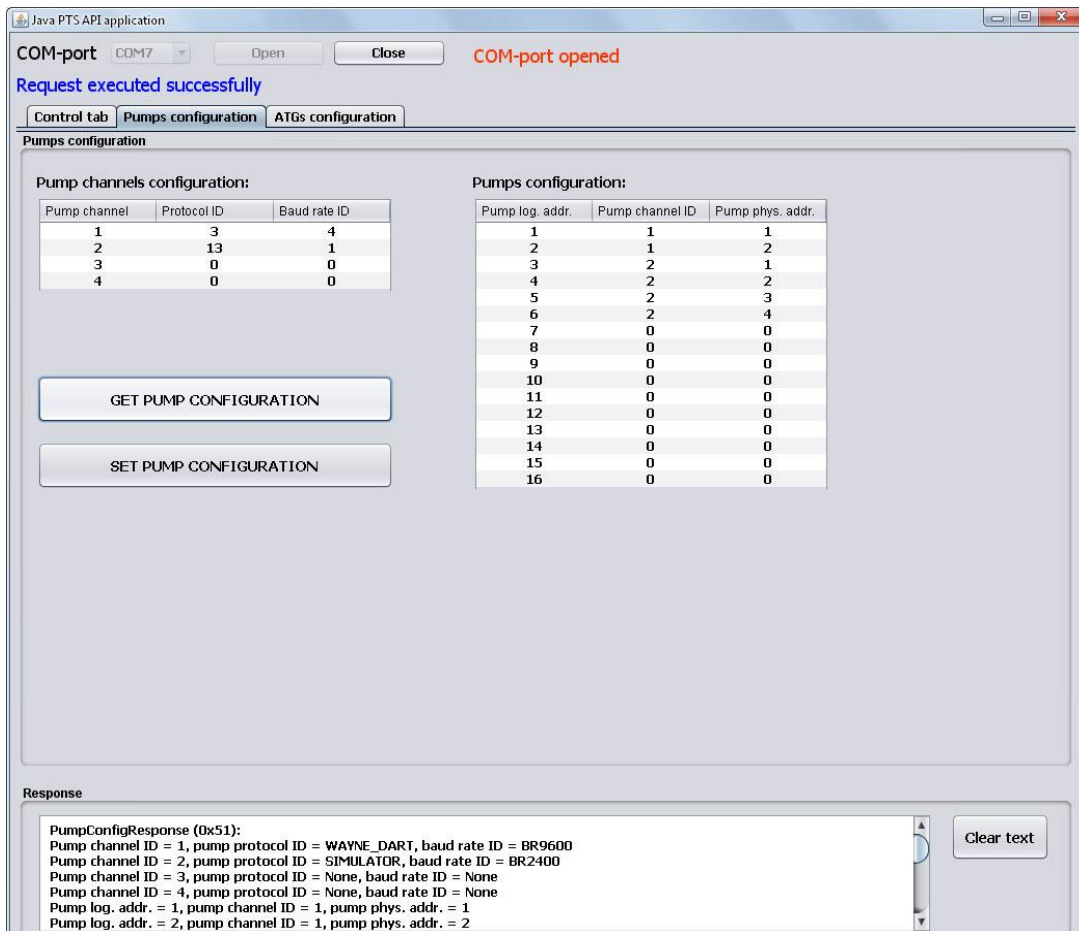 Java PTS API application
COM-port COM7 Open Close COM-port opened
Request executed successfully
Control tab Pumps configuration ATGs configuration
Pumps configuration
Pump channels configuration:
Pump channel Protocol ID Baud rate ID
1 3 4
2 13 1
3 0 0
4 0 0
GET PUMP CONFIGURATION
SET PUMP CONFIGURATION
Pumps configuration:
Pump log. addr. Pump channel ID Pump phys. addr.
1 1 1
2 1 2
3 2 1
4 2 2
5 2 3
6 2 4
7 0 0
8 0 0
9 0 0
10 0 0
11 0 0
12 0 0
13 0 0
14 0 0
15 0 0
16 0 0
Response
PumpConfigResponse (0x51):
Pump channel ID = 1, pump protocol ID = WAYNE_DART, baud rate ID = BR9600
Pump channel ID = 2, pump protocol ID = SIMULATOR, baud rate ID = BR2400
Pump channel ID = 3, pump protocol ID = None, baud rate ID = None
Pump channel ID = 4, pump protocol ID = None, baud rate ID = None
Pump log. addr. = 1, pump channel ID = 1, pump phys. addr. = 1
Pump log. addr. = 2, pump channel ID = 1, pump phys. addr. = 2
Clear text